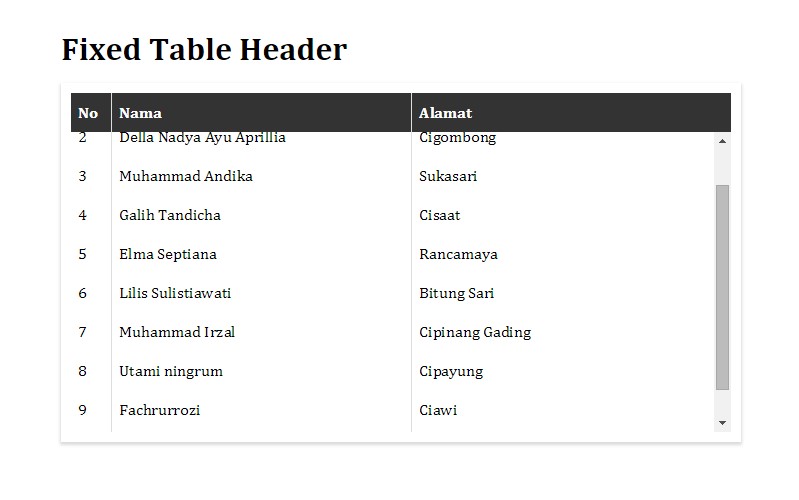 Fixed Table Header
No Nama Alamat
2 Della Nadya Ayu Aprillia Cigombong
3 Muhammad Andika Sukasari
4 Galih Tandicha Cisaat
5 Elma Septiana Rancamaya
6 Lilis Sulistiawati Bitung Sari
7 Muhammad Irzal Cipinang Gading
8 Utami ningrum Cipayung
9 Fachrurrozi Ciawi